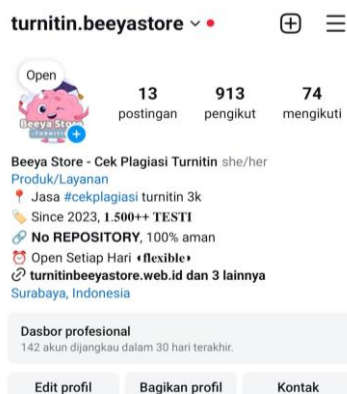 turnitin.beeyastore
Open
Beeya Store
- TURNITIN -
13 913 74
postingan pengikut mengikuti
Beeya Store - Cek Plagiasi Turnitin she/her
Produk/Layanan
📍 Jasa #cekplagiasi turnitin 3k
🏷️ Since 2023, 1.500++ TESTI
🔗 No REPOSITORY, 100% aman
⏰ Open Setiap Hari •flexible•
turnitinbeeyastore.web.id dan 3 lainnya
Surabaya, Indonesia
Dasbor profesional
142 akun dijangkau dalam 30 hari terakhir.
Edit profil Bagikan profil Kontak